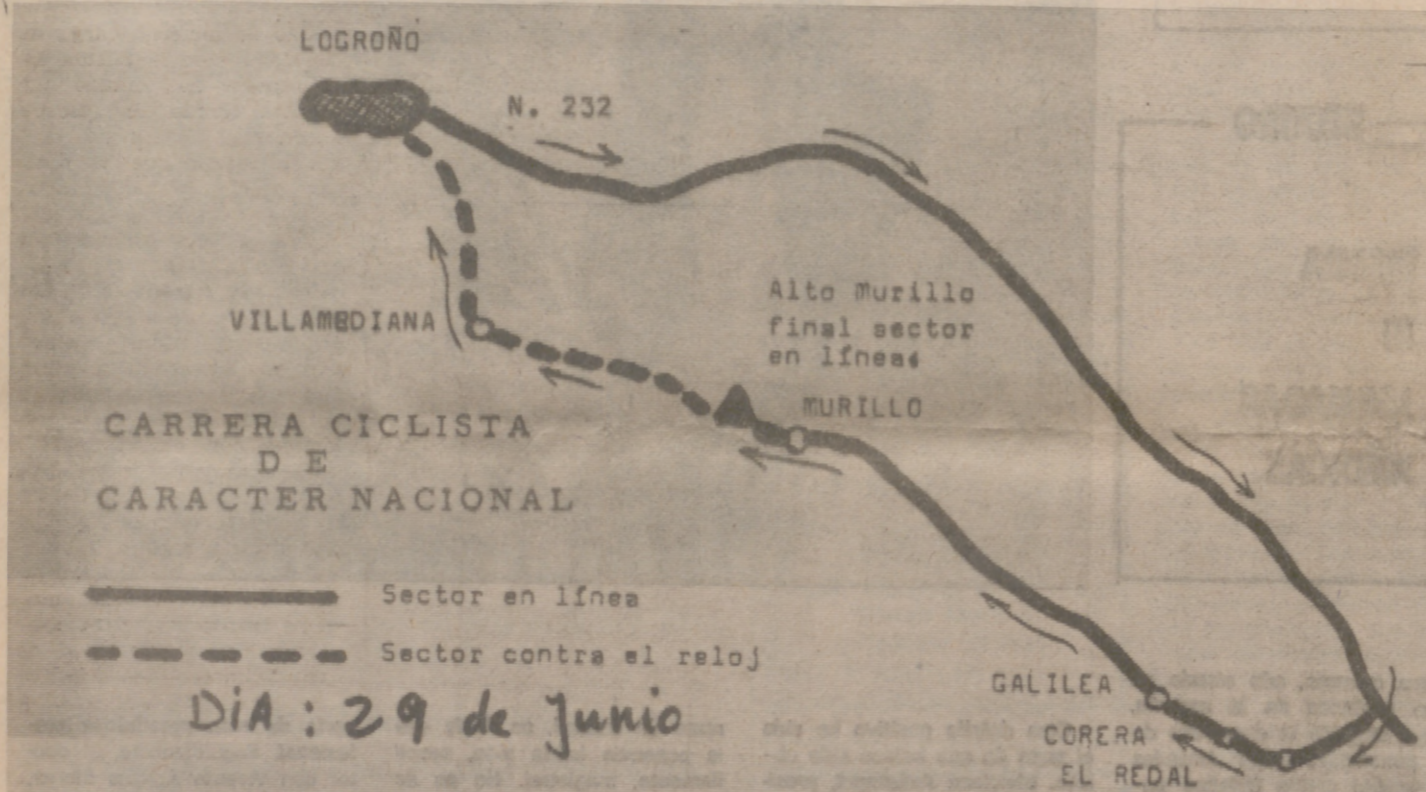 LOGROÑO
N. 232
Alto Murillo
final sector
en línea.
VILLAMEDIANA
MURILLO
CARRERA CICLISTA
DE
CARACTER NACIONAL
Sector en línea
Sector contra el reloj
DiA : 29 de Junio
GALILEA
CORERA
EL REDAL